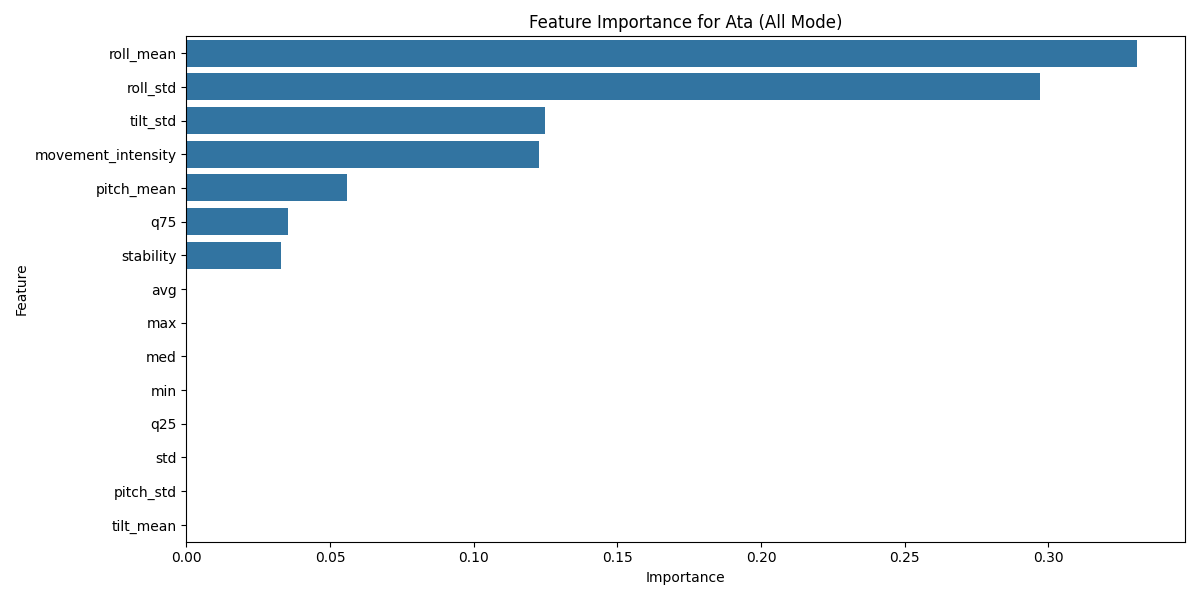 Feature Importance for Ata (All Mode)
roll_mean
roll_std
tilt_std
movement_intensity
pitch_mean
q75
stability
avg
max
med
min
q25
std
pitch_std
tilt_mean
Feature
0.00 0.05 0.10 0.15 0.20 0.25 0.30
Importance